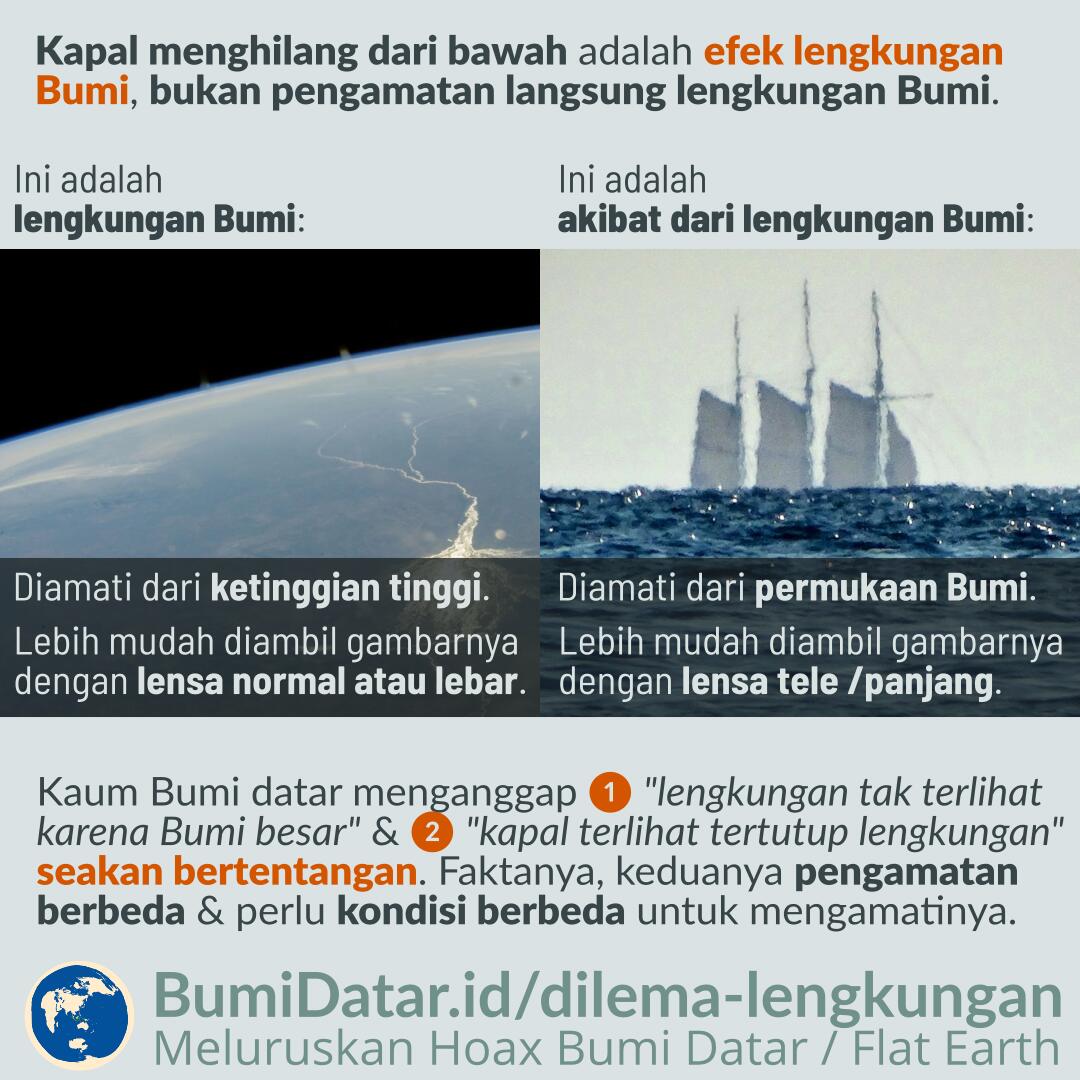 Kapal menghilang dari bawah adalah efek lengkungan
Bumi, bukan pengamatan langsung lengkungan Bumi.
Ini adalah
lengkungan Bumi:
Ini adalah
akibat dari lengkungan Bumi:
Diamati dari ketinggian tinggi.
Lebih mudah diambil gambarnya
dengan lensa normal atau lebar.
Diamati dari permukaan Bumi.
Lebih mudah diambil gambarnya
dengan lensa tele /panjang.
Kaum Bumi datar menganggap 1 "lengkungan tak terlihat
karena Bumi besar" & 2 "kapal terlihat tertutup lengkungan"
seakan bertentangan. Faktanya, keduanya pengamatan
berbeda & perlu kondisi berbeda untuk mengamatinya.
BumiDatar.id/dilema-lengkungan
Meluruskan Hoax Bumi Datar / Flat Earth